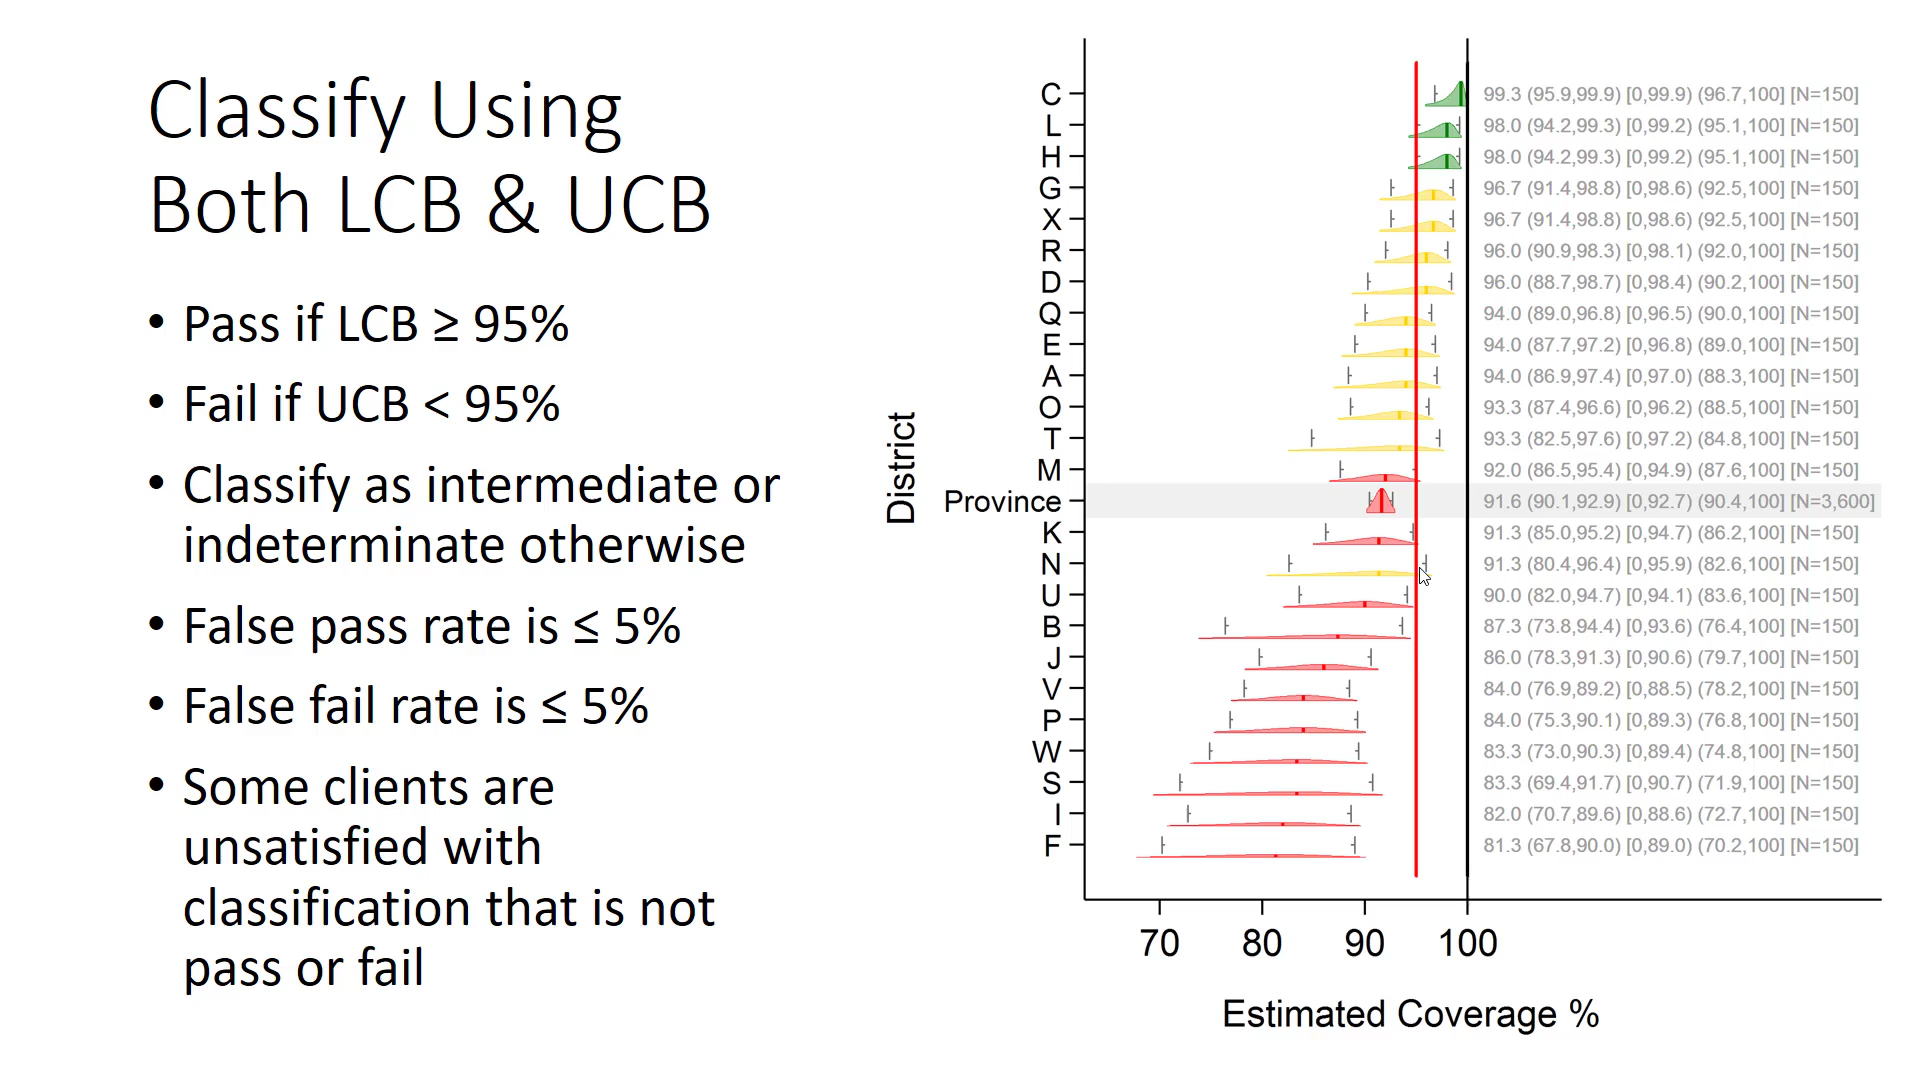 Classify Using
Both LCB & UCB
• Pass if LCB ≥ 95%
• Fail if UCB < 95%
• Classify as intermediate or
indeterminate otherwise
• False pass rate is ≤ 5%
• False fail rate is ≤ 5%
• Some clients are
unsatisfied with
classification that is not
pass or fail
District
C 99.3 (95.9,99.9) [0,99.9) (96.7,100] [N=150]
L 98.0 (94.2,99.3) [0,99.2) (95.1,100] [N=150]
H 98.0 (94.2,99.3) [0,99.2) (95.1,100] [N=150]
G 96.7 (91.4,98.8) [0,98.6) (92.5,100] [N=150]
X 96.7 (91.4,98.8) [0,98.6) (92.5,100] [N=150]
R 96.0 (90.9,98.3) [0,98.1) (92.0,100] [N=150]
D 96.0 (88.7,98.7) [0,98.4) (90.2,100] [N=150]
Q 94.0 (89.0,96.8) [0,96.5) (90.0,100] [N=150]
E 94.0 (87.7,97.2) [0,96.8) (89.0,100] [N=150]
A 94.0 (86.9,97.4) [0,97.0) (88.3,100] [N=150]
O 93.3 (87.4,96.6) [0,96.2) (88.5,100] [N=150]
T 93.3 (82.5,97.6) [0,97.2) (84.8,100] [N=150]
M 92.0 (86.5,95.4) [0,94.9) (87.6,100] [N=150]
Province 91.6 (90.1,92.9) [0,92.7) (90.4,100] [N=3,600]
K 91.3 (85.0,95.2) [0,94.7) (86.2,100] [N=150]
N 91.3 (80.4,96.4) [0,95.9) (82.6,100] [N=150]
U 90.0 (82.0,94.7) [0,94.1) (83.6,100] [N=150]
B 87.3 (73.8,94.4) [0,93.6) (76.4,100] [N=150]
J 86.0 (78.3,91.3) [0,90.6) (79.7,100] [N=150]
V 84.0 (76.9,89.2) [0,88.5) (78.2,100] [N=150]
P 84.0 (75.3,90.1) [0,89.3) (76.8,100] [N=150]
W 83.3 (73.0,90.3) [0,89.4) (74.8,100] [N=150]
S 83.3 (69.4,91.7) [0,90.7) (71.9,100] [N=150]
I 82.0 (70.7,89.6) [0,88.6) (72.7,100] [N=150]
F 81.3 (67.8,90.0) [0,89.0) (70.2,100] [N=150]
70 80 90 100
Estimated Coverage %